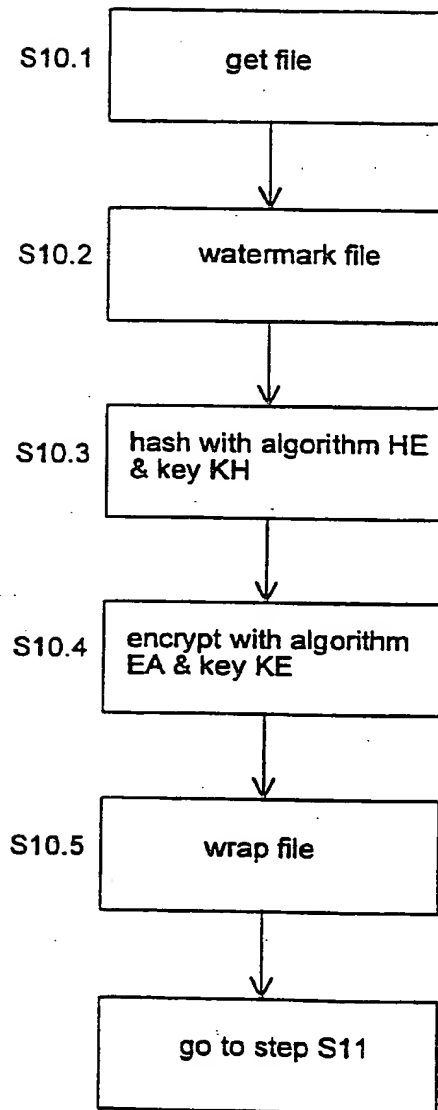 S10.1
get file
S10.2
watermark file
S10.3
hash with algorithm HE
& key KH
S10.4
encrypt with algorithm
EA & key KE
S10.5
wrap file
go to step S11